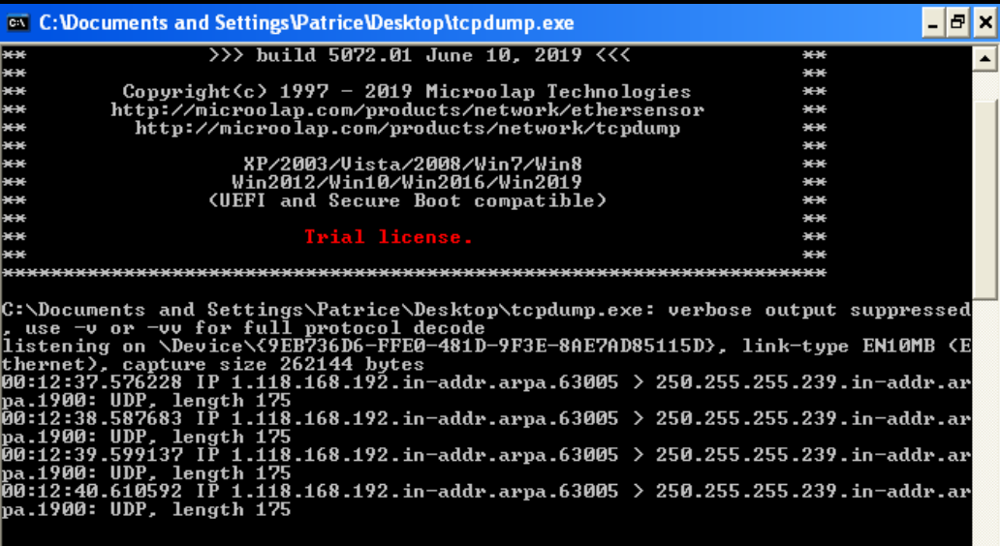 C:\Documents and Settings\Patrice\Desktop\tcpdump.exe
** >>> build 5072.01 June 10, 2019 <<< **
** **
** Copyright(c) 1997 - 2019 Microolap Technologies **
** http://microolap.com/products/network/ethersensor **
** http://microolap.com/products/network/tcpdump **
** **
** XP/2003/Vista/2008/Win7/Win8 **
** Win2012/Win10/Win2016/Win2019 **
** (UEFI and Secure Boot compatible) **
** **
** Trial license. **
** **
**********************************************************************
C:\Documents and Settings\Patrice\Desktop\tcpdump.exe: verbose output suppressed
, use -v or -vv for full protocol decode
listening on \Device\{9EB736D6-FFE0-481D-9F3E-8AE7AD85115D}, link-type EN10MB (E
thernet), capture size 262144 bytes
00:12:37.576228 IP 1.118.168.192.in-addr.arpa.63005 > 250.255.255.239.in-addr.ar
pa.1900: UDP, length 175
00:12:38.587683 IP 1.118.168.192.in-addr.arpa.63005 > 250.255.255.239.in-addr.ar
pa.1900: UDP, length 175
00:12:39.599137 IP 1.118.168.192.in-addr.arpa.63005 > 250.255.255.239.in-addr.ar
pa.1900: UDP, length 175
00:12:40.610592 IP 1.118.168.192.in-addr.arpa.63005 > 250.255.255.239.in-addr.ar
pa.1900: UDP, length 175